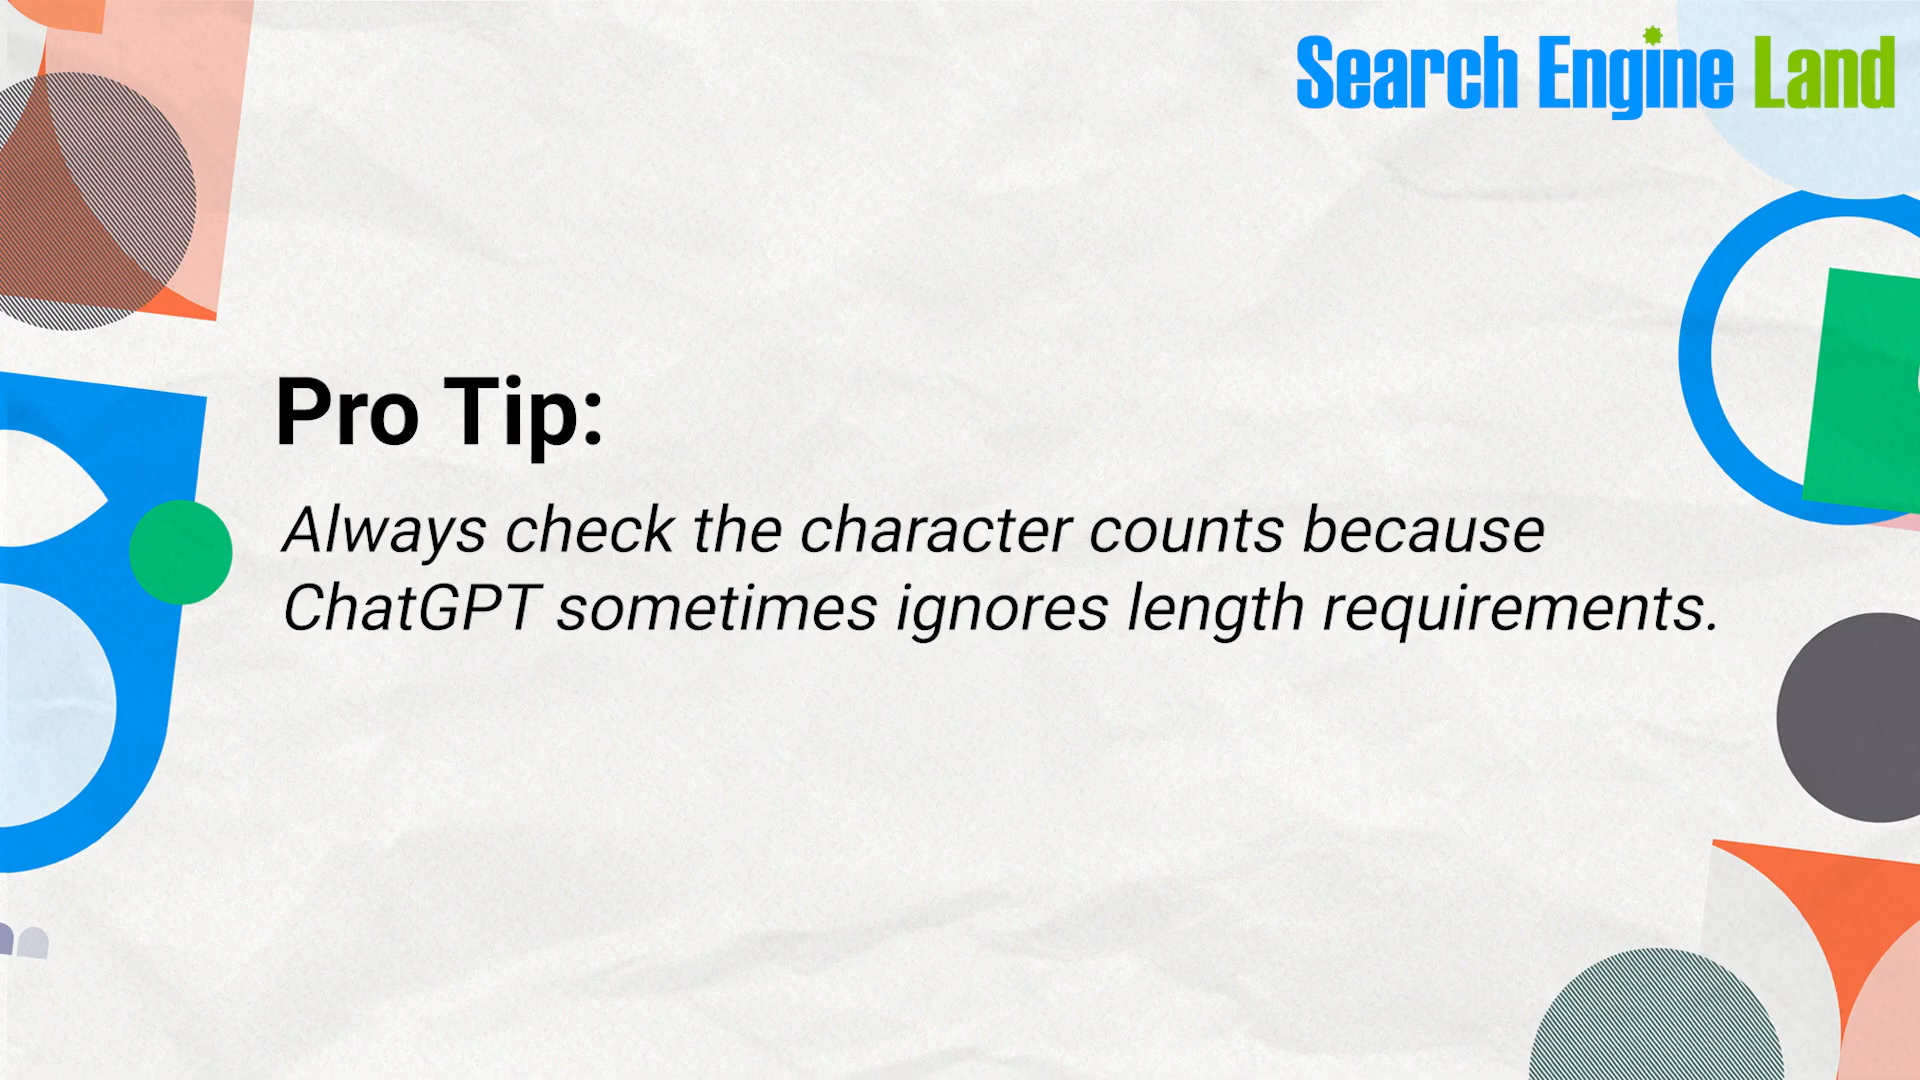 Search Engine Land
Pro Tip:
Always check the character counts because
ChatGPT sometimes ignores length requirements.